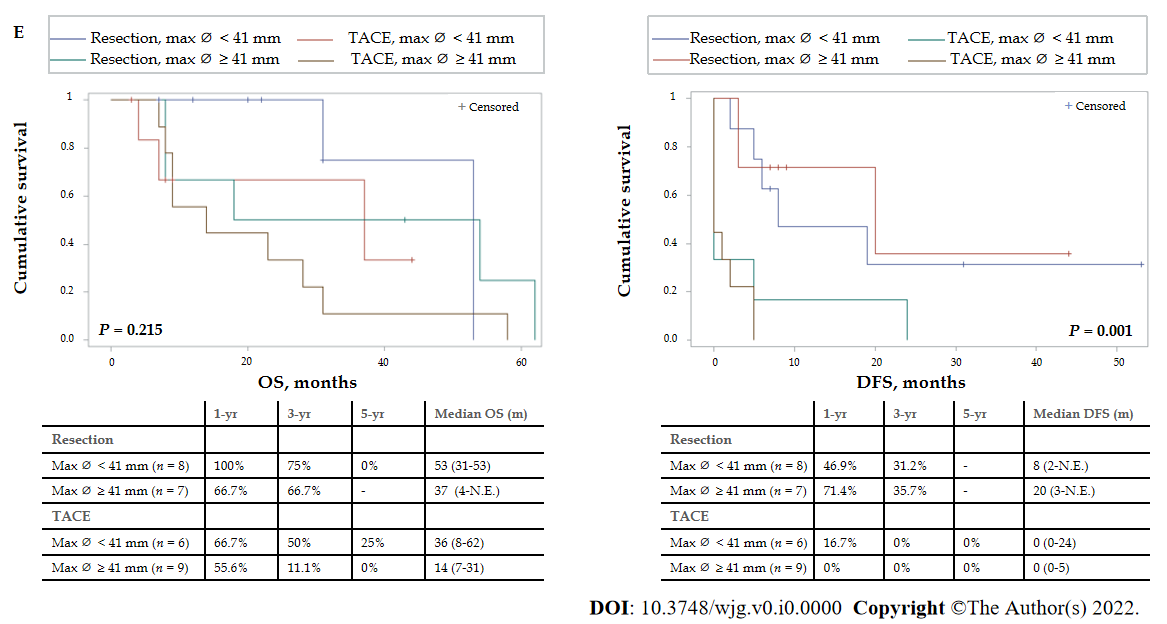 E
Resection, max Ø < 41 mm TACE, max Ø < 41 mm
Resection, max Ø ≥ 41 mm TACE, max Ø ≥ 41 mm
+ Censored
Cumulative survival
1
0.8
0.6
0.4
0.2
0.0
P = 0.215
0 20 40 60
OS, months
1-yr 3-yr 5-yr Median OS (m)
Resection
Max Ø < 41 mm (n = 8) 100% 75% 0% 53 (31-53)
Max Ø ≥ 41 mm (n = 7) 66.7% 66.7% - 37 (4-N.E.)
TACE
Max Ø < 41 mm (n = 6) 66.7% 50% 25% 36 (8-62)
Max Ø ≥ 41 mm (n = 9) 55.6% 11.1% 0% 14 (7-31)
Resection, max Ø < 41 mm TACE, max Ø < 41 mm
Resection, max Ø ≥ 41 mm TACE, max Ø ≥ 41 mm
+ Censored
Cumulative survival
1
0.8
0.6
0.4
0.2
0.0
P = 0.001
0 10 20 30 40 50
DFS, months
1-yr 3-yr 5-yr Median DFS (m)
Resection
Max Ø < 41 mm (n = 8) 46.9% 31.2% - 8 (2-N.E.)
Max Ø ≥ 41 mm (n = 7) 71.4% 35.7% - 20 (3-N.E.)
TACE
Max Ø < 41 mm (n = 6) 16.7% 0% 0% 0 (0-24)
Max Ø ≥ 41 mm (n = 9) 0% 0% 0% 0 (0-5)
DOI: 10.3748/wjg.v0.i0.0000 Copyright ©The Author(s) 2022.